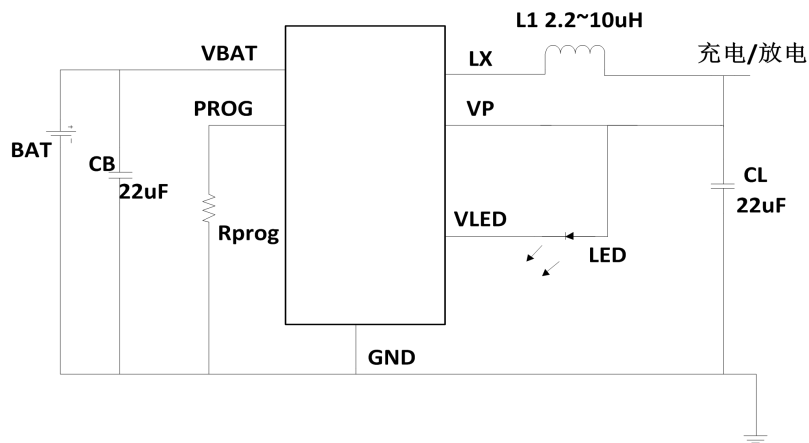 L1 2.2~10uH
VBAT
LX
充电/放电
PROG
VP
BAT
CB
22uF
CL
22uF
Rprog
VLED
LED
GND
+
-